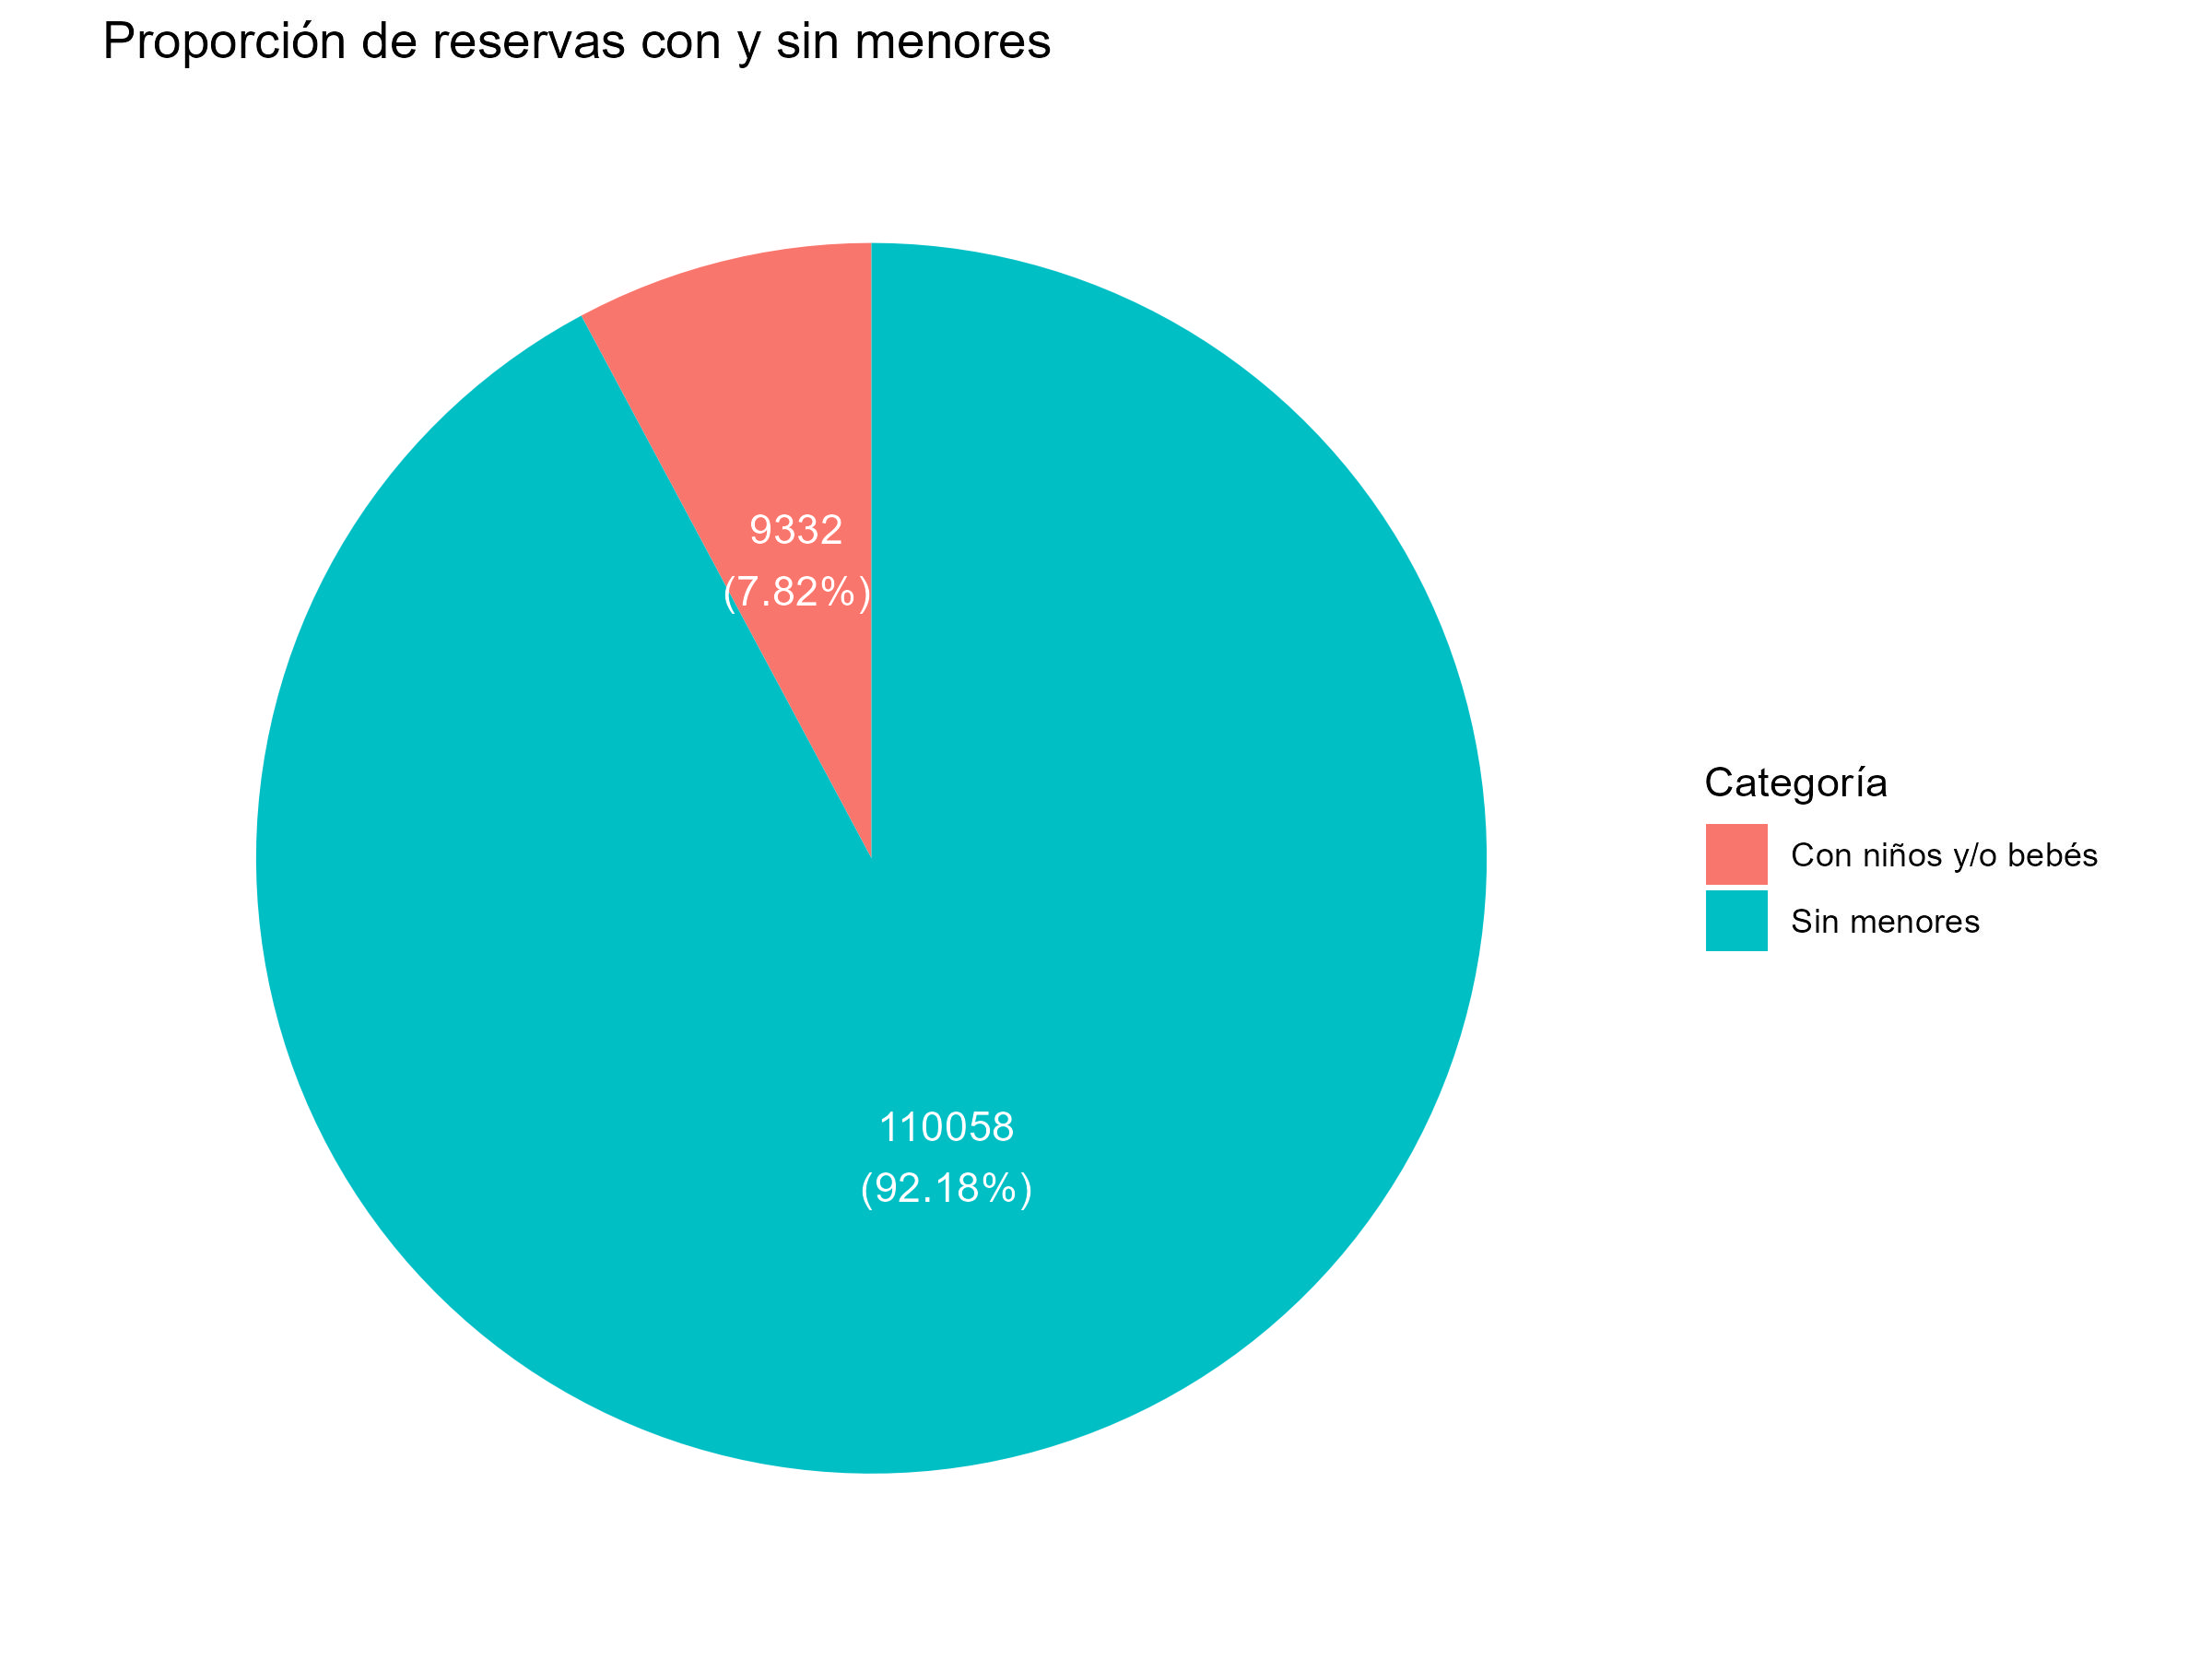 Proporción de reservas con y sin menores
9332
(7.82%)
110058
(92.18%)
Categoría
Con niños y/o bebés
Sin menores